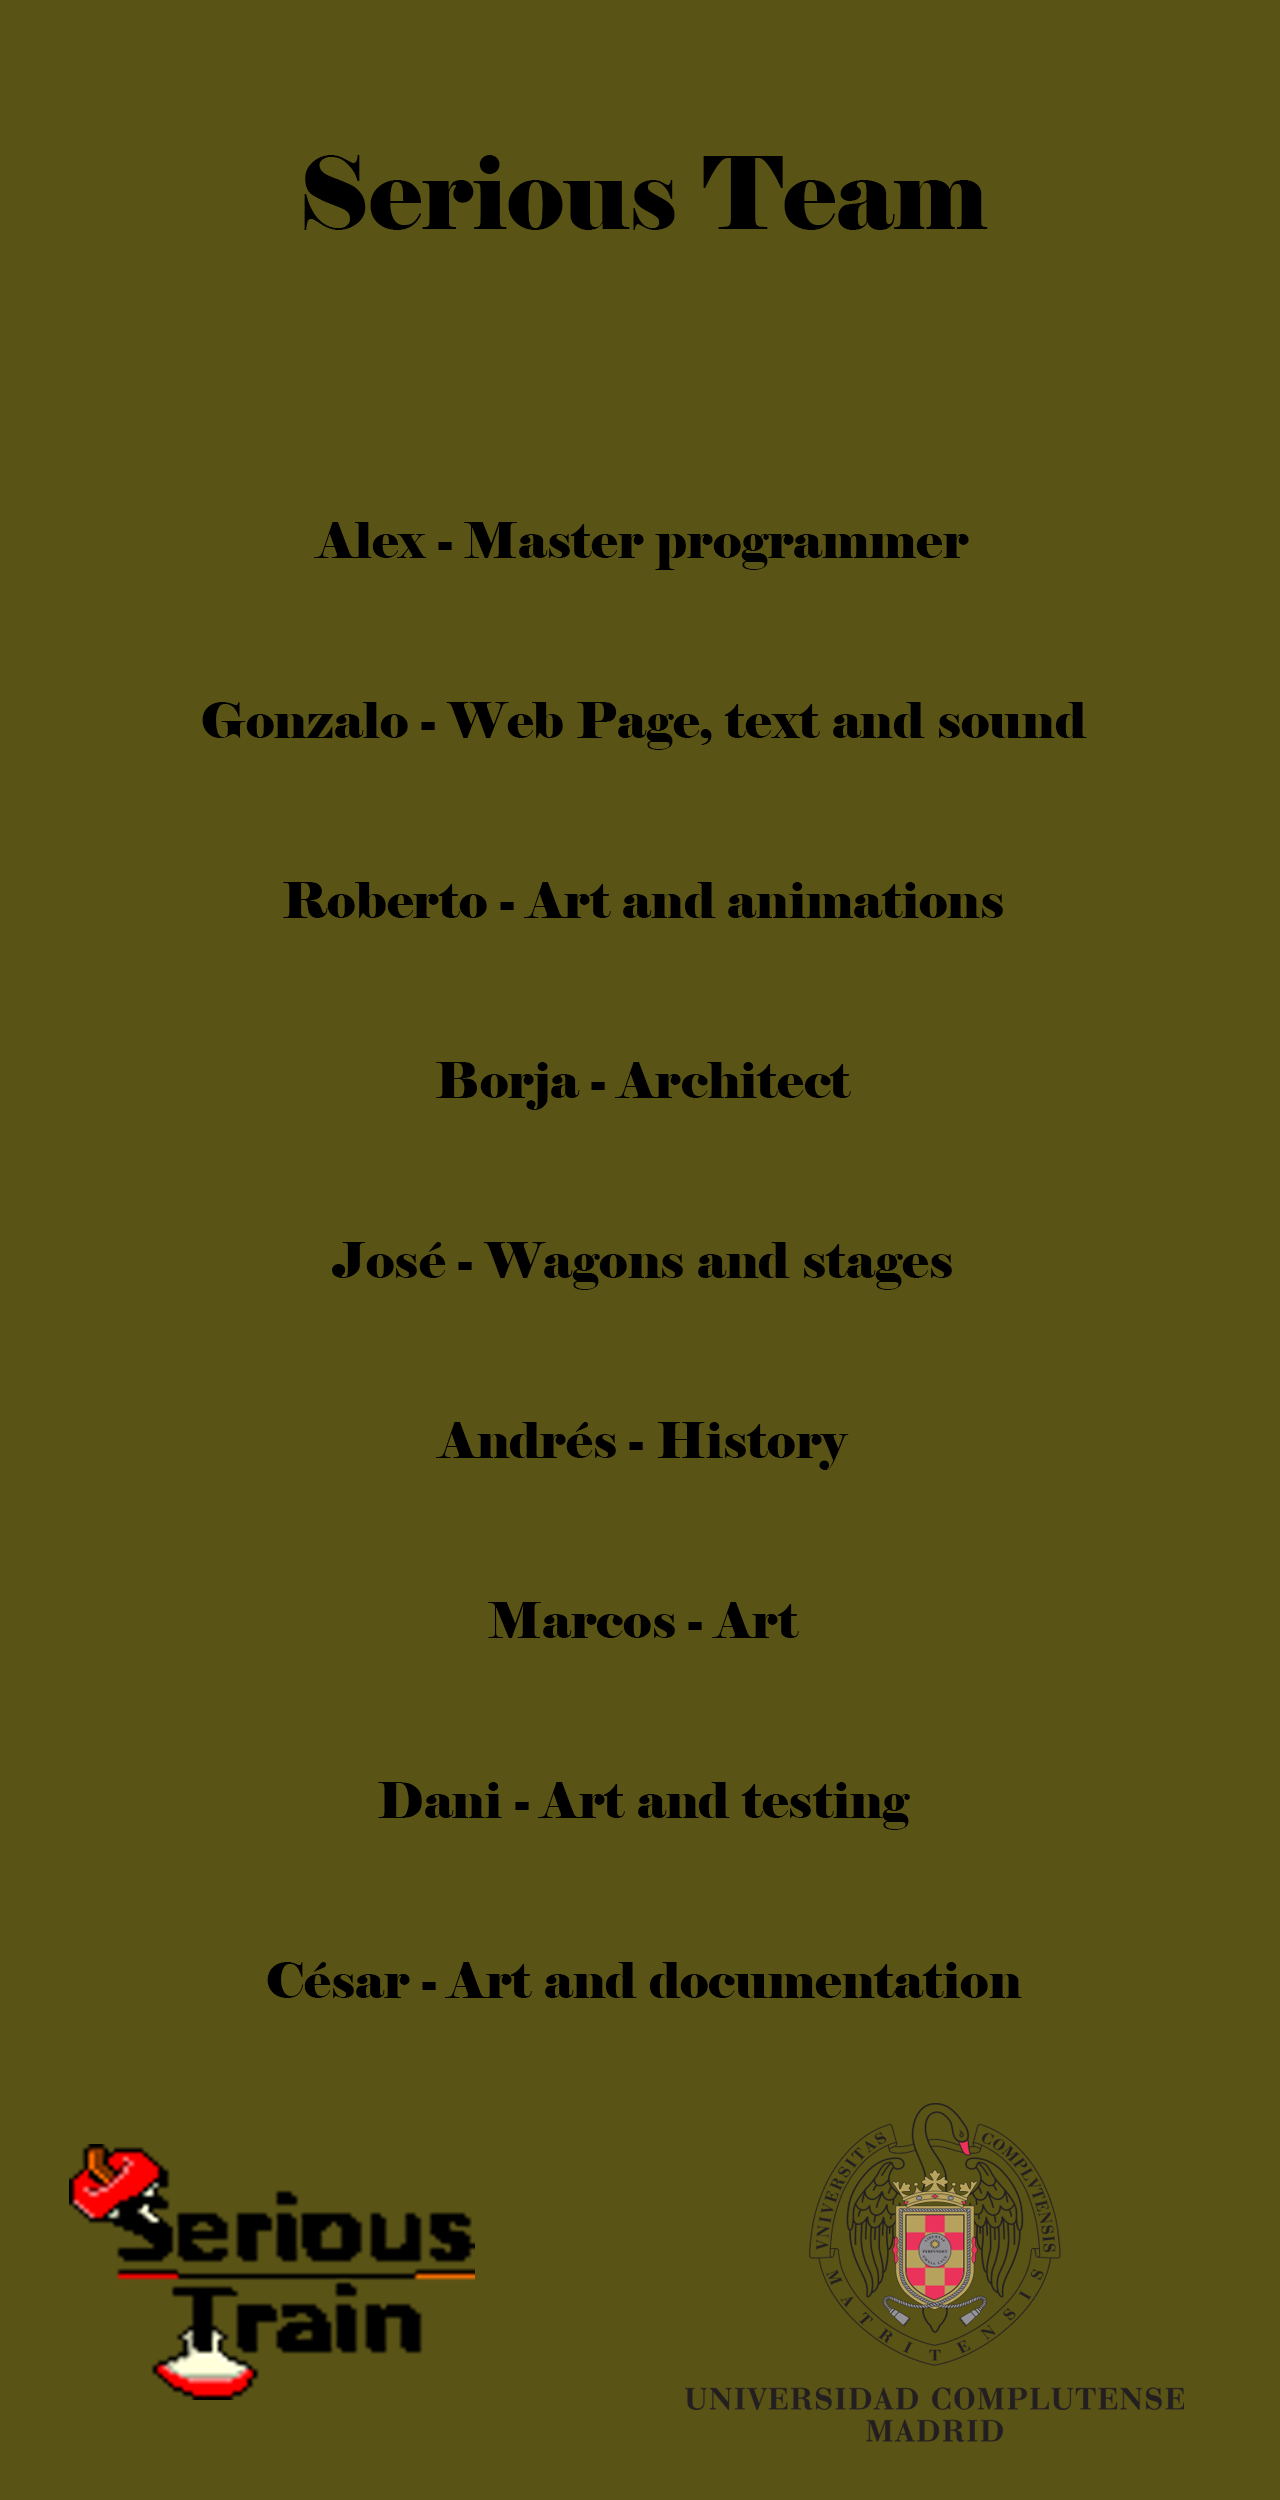 Serious Team
Alex - Master programmer
Gonzalo - Web Page, text and sound
Roberto - Art and animations
Borja - Architect
José - Wagons and stages
Andrés - History
Marcos - Art
Dani - Art and testing
César - Art and documentation
Serious
Train
VNIVERSITAS COMPLVTENSIS
MATRITENSI
UNIVERSIDAD COMPLUTENSE
MADRID